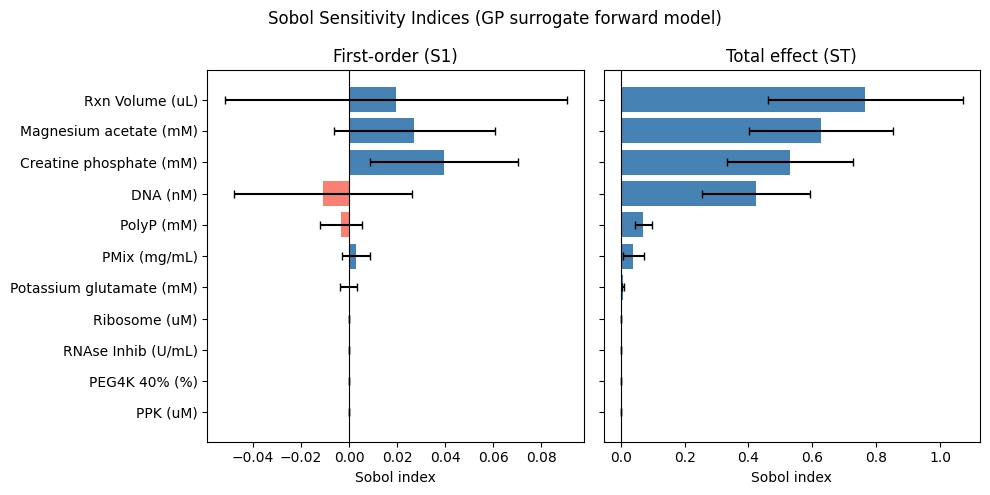 Sobol Sensitivity Indices (GP surrogate forward model)
First-order (S1)
Total effect (ST)
Rxn Volume (uL)
Magnesium acetate (mM)
Creatine phosphate (mM)
DNA (nM)
PolyP (mM)
PMix (mg/mL)
Potassium glutamate (mM)
Ribosome (uM)
RNAse Inhib (U/mL)
PEG4K 40% (%)
PPK (uM)
−0.04 −0.02 0.00 0.02 0.04 0.06 0.08
0.0 0.2 0.4 0.6 0.8 1.0
Sobol index
Sobol index